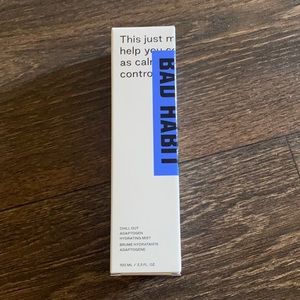 This just m
help you c
as calm
control
BAD HABIT
CHILL OUT
ADAPTOGEN
HYDRATING MIST
BRUME HYDRATANTE
ADAPTOGÈNE
100 ML / 3.3 FL. OZ.